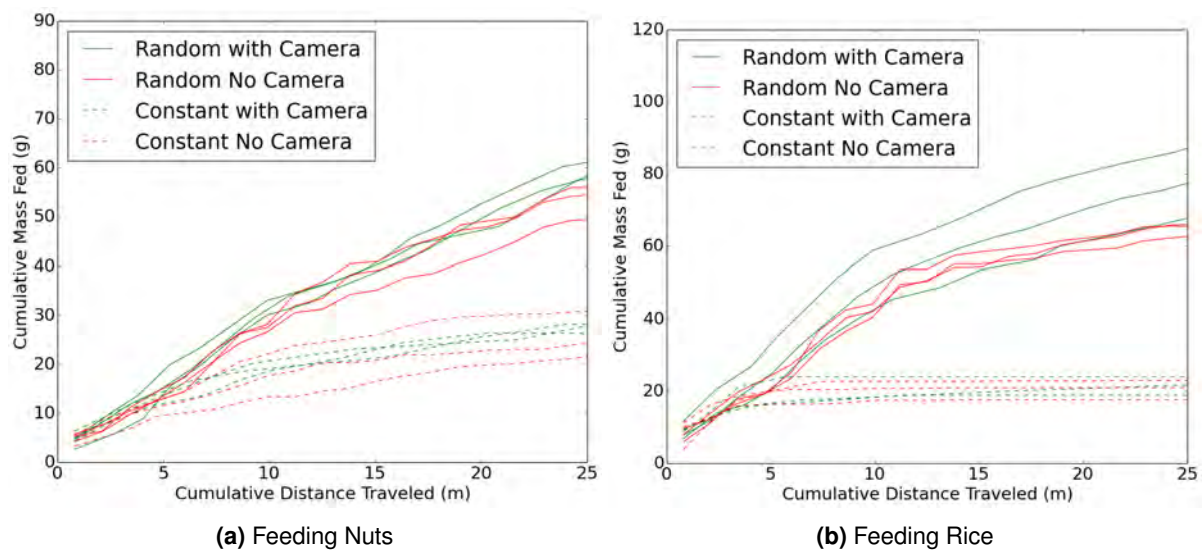 90
80
70
60
50
40
30
20
10
0
Cumulative Mass Fed (g)
Random with Camera
Random No Camera
Constant with Camera
Constant No Camera
0 5 10 15 20 25
Cumulative Distance Traveled (m)
(a) Feeding Nuts
120
100
80
60
40
20
0
Cumulative Mass Fed (g)
Random with Camera
Random No Camera
Constant with Camera
Constant No Camera
0 5 10 15 20 25
Cumulative Distance Traveled (m)
(b) Feeding Rice